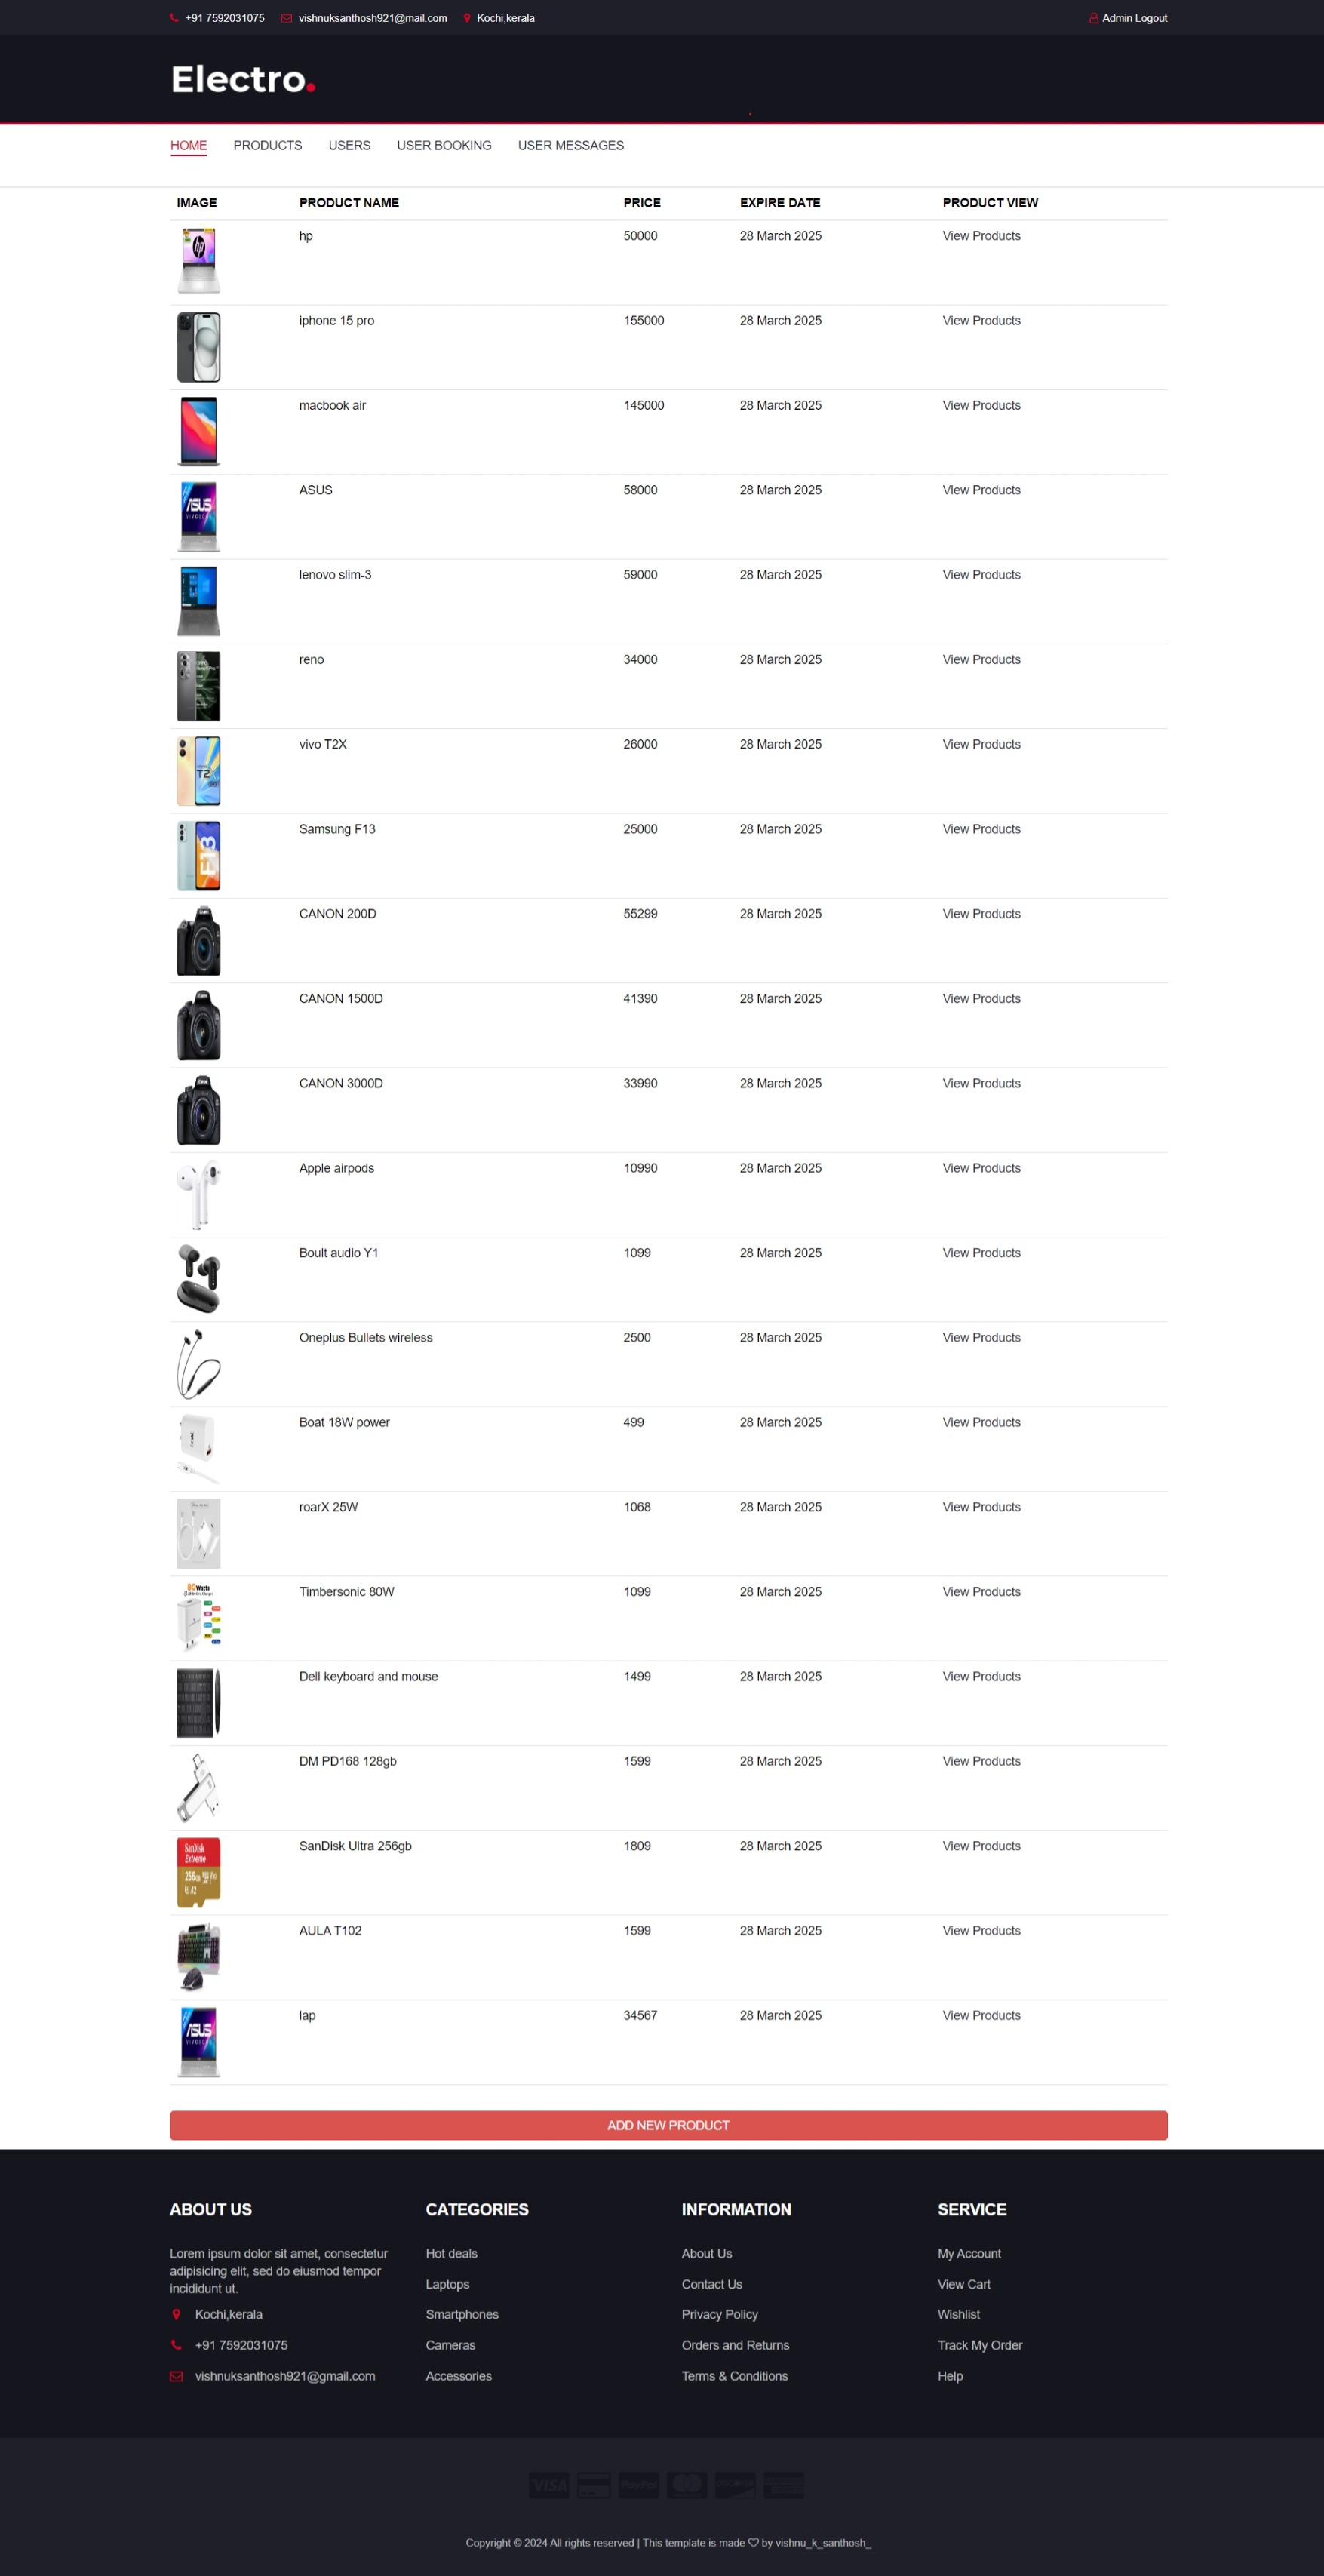 +91 7592031075 vishnuksanthosh921@mail.com Kochi,kerala Admin Logout
Electro.
HOME PRODUCTS USERS USER BOOKING USER MESSAGES
IMAGE PRODUCT NAME PRICE EXPIRE DATE PRODUCT VIEW
hp 50000 28 March 2025 View Products
iphone 15 pro 155000 28 March 2025 View Products
macbook air 145000 28 March 2025 View Products
ASUS 58000 28 March 2025 View Products
ASUS
lenovo slim-3 59000 28 March 2025 View Products
reno 34000 28 March 2025 View Products
vivo T2X 26000 28 March 2025 View Products
Samsung F13 25000 28 March 2025 View Products
F13
CANON 200D 55299 28 March 2025 View Products
CANON 1500D 41390 28 March 2025 View Products
CANON 3000D 33990 28 March 2025 View Products
Apple airpods 10990 28 March 2025 View Products
Boult audio Y1 1099 28 March 2025 View Products
Oneplus Bullets wireless 2500 28 March 2025 View Products
Boat 18W power 499 28 March 2025 View Products
roarX 25W 1068 28 March 2025 View Products
Timbersonic 80W 1099 28 March 2025 View Products
80Watts
Dell keyboard and mouse 1499 28 March 2025 View Products
DM PD168 128gb 1599 28 March 2025 View Products
SanDisk Ultra 256gb 1809 28 March 2025 View Products
SanDisk
Extreme
256GB
AULA T102 1599 28 March 2025 View Products
lap 34567 28 March 2025 View Products
ASUS
ADD NEW PRODUCT
ABOUT US CATEGORIES INFORMATION SERVICE
Lorem ipsum dolor sit amet, consectetur Hot deals About Us My Account
adipisicing elit, sed do eiusmod tempor
incididunt ut. Laptops Contact Us View Cart
Kochi,kerala Smartphones Privacy Policy Wishlist
+91 7592031075 Cameras Orders and Returns Track My Order
vishnuksanthosh921@gmail.com Accessories Terms & Conditions Help
VISA PayPal DISCOVER
Copyright © 2024 All rights reserved | This template is made ♡ by vishnu_k_santhosh_